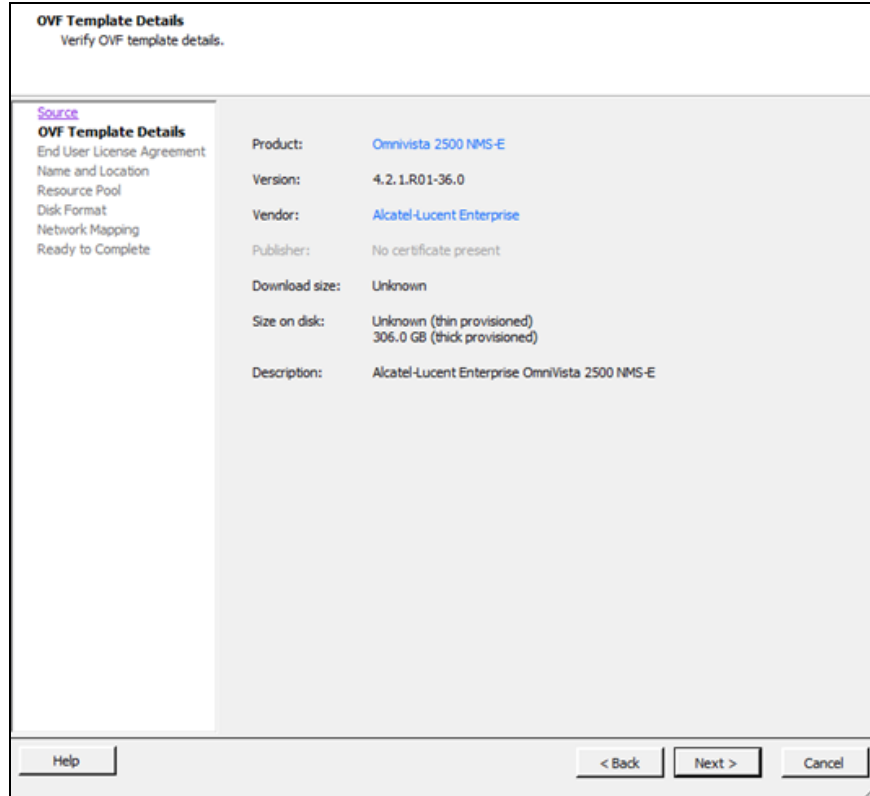 OVF Template Details
Verify OVF template details.
Source
OVF Template Details
End User License Agreement
Name and Location
Resource Pool
Disk Format
Network Mapping
Ready to Complete
Product: Omnivista 2500 NMS-E
Version: 4.2.1.R01-36.0
Vendor: Alcatel-Lucent Enterprise
Publisher: No certificate present
Download size: Unknown
Size on disk: Unknown (thin provisioned)
306.0 GB (thick provisioned)
Description: Alcatel-Lucent Enterprise OmniVista 2500 NMS-E
Help < Back Next > Cancel